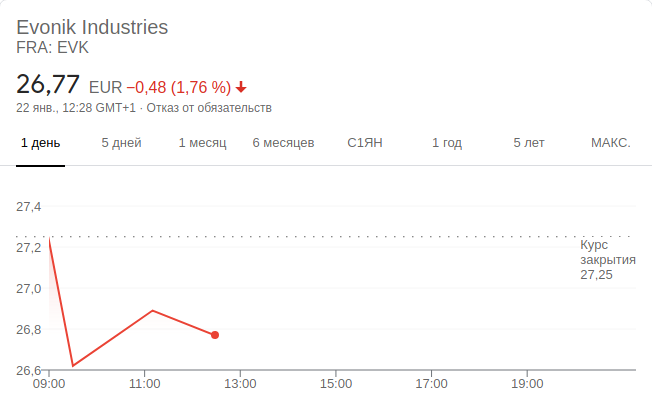 Evonik Industries
FRA: EVK
26,77 EUR −0,48 (1,76 %)
22 янв., 12:28 GMT+1 · Отказ от обязательств
1 день 5 дней 1 месяц 6 месяцев С1ЯН 1 год 5 лет МАКС.
27,4
27,2
27,0
26,8
26,6
Курс
закрытия
27,25
09:00 11:00 13:00 15:00 17:00 19:00